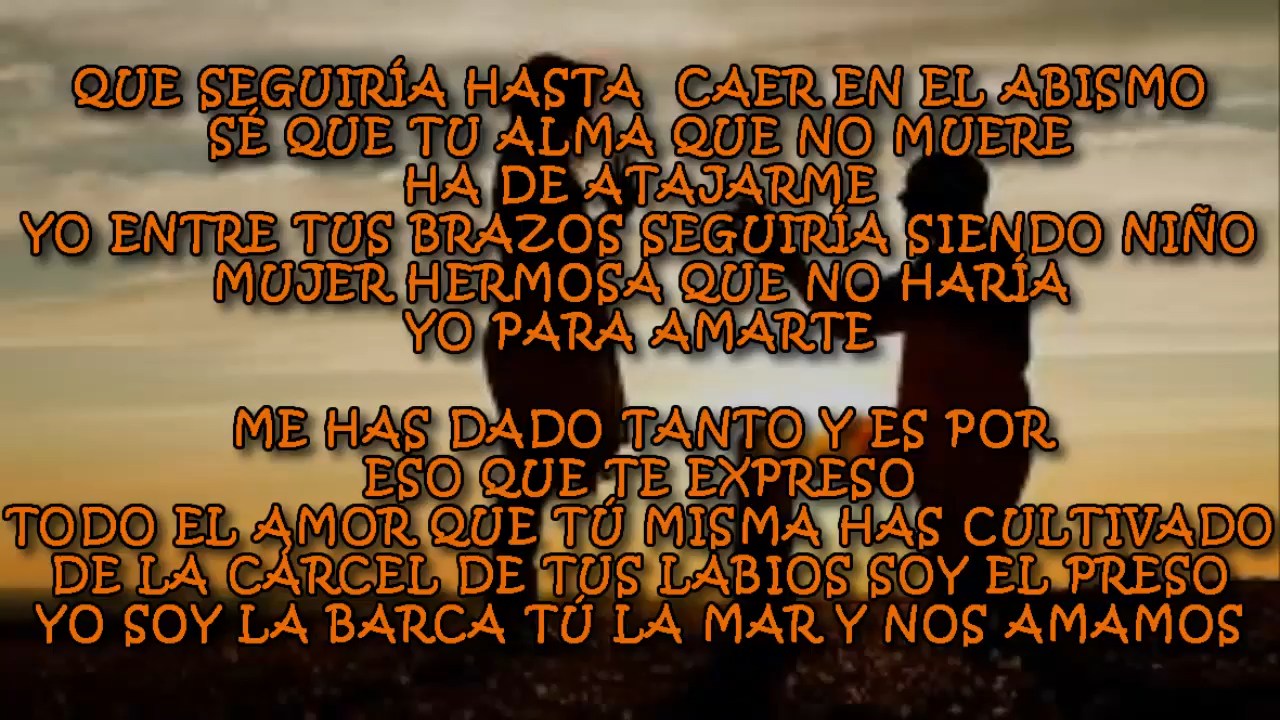 QUE SEGUIRÍA HASTA CAER EN EL ABISMO
SÉ QUE TU ALMA QUE NO MUERE
HA DE ATAJARME
YO ENTRE TUS BRAZOS SEGUIRÍA SIENDO NIÑO
MUJER HERMOSA QUE NO HARÍA
YO PARA AMARTE
ME HAS DADO TANTO Y ES POR
ESO QUE TE EXPRESO
TODO EL AMOR QUE TÚ MISMA HAS CULTIVADO
DE LA CÁRCEL DE TUS LABIOS SOY EL PRESO
YO SOY LA BARCA TÚ LA MAR Y NOS AMAMOS